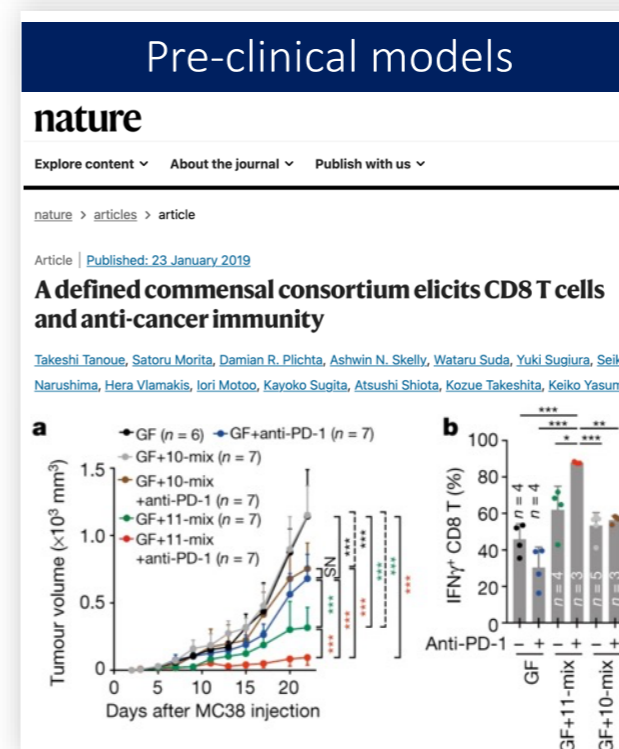 Pre-clinical models
nature
Explore content About the journal Publish with us
nature > articles > article
Article | Published: 23 January 2019
A defined commensal consortium elicits CD8 T cells
and anti-cancer immunity
Takeshi Tanoue, Satoru Morita, Damian R. Plichta, Ashwin N. Skelly, Wataru Suda, Yuki Sugiura, Seik
Narushima, Hera Vlamakis, Iori Motoo, Kayoko Sugita, Atsushi Shiota, Kozue Takeshita, Keiko Yasum
a
GF (n = 6) GF+anti-PD-1 (n = 7)
GF+10-mix (n = 7)
GF+10-mix
+anti-PD-1 (n = 7)
GF+11-mix (n = 7)
GF+11-mix
+anti-PD-1 (n = 7)
Tumour volume (×10³ mm³)
1.5
1.0
0.5
0
0 5 10 15 20
Days after MC38 injection
NS
***
***
***
***
***
***
***
***
***
b
***
*** **
* ***
IFNγ⁺ CD8 T (%)
100
80
60
40
20
0
n = 4
n = 4
n = 4
n = 3
n = 5
n = 3
Anti-PD-1 − + − + − +
GF
GF+11-mix
GF+10-mix